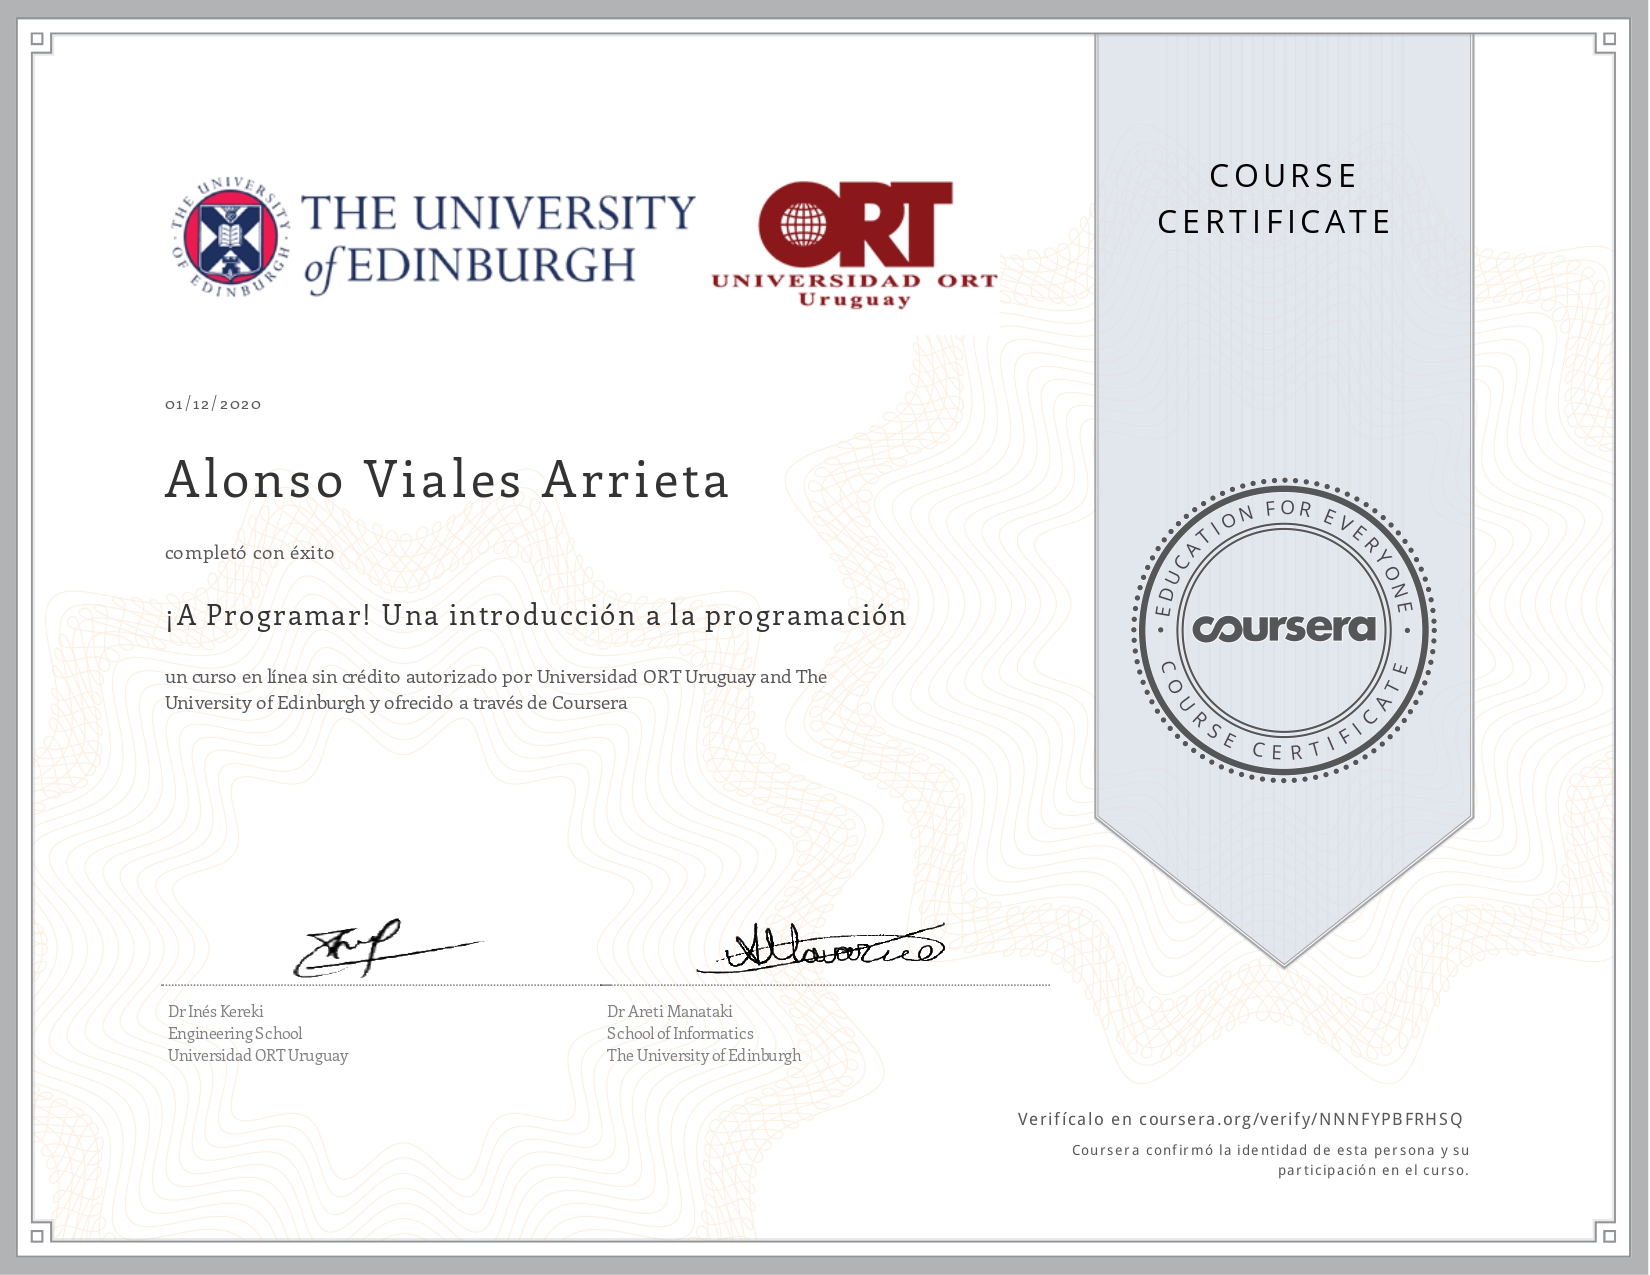 THE UNIVERSITY OF EDINBURGH
THE UNIVERSITY
of EDINBURGH
ORT
UNIVERSIDAD ORT
Uruguay
COURSE
CERTIFICATE
01/12/2020
Alonso Viales Arrieta
completó con éxito
¡A Programar! Una introducción a la programación
un curso en línea sin crédito autorizado por Universidad ORT Uruguay and The
University of Edinburgh y ofrecido a través de Coursera
EDUCATION FOR EVERYONE
coursera
COURSE CERTIFICATE
Dr Inés Kereki
Engineering School
Universidad ORT Uruguay
Dr Areti Manataki
School of Informatics
The University of Edinburgh
Verifícalo en coursera.org/verify/NNNFYPBFRHSQ
Coursera confirmó la identidad de esta persona y su
participación en el curso.